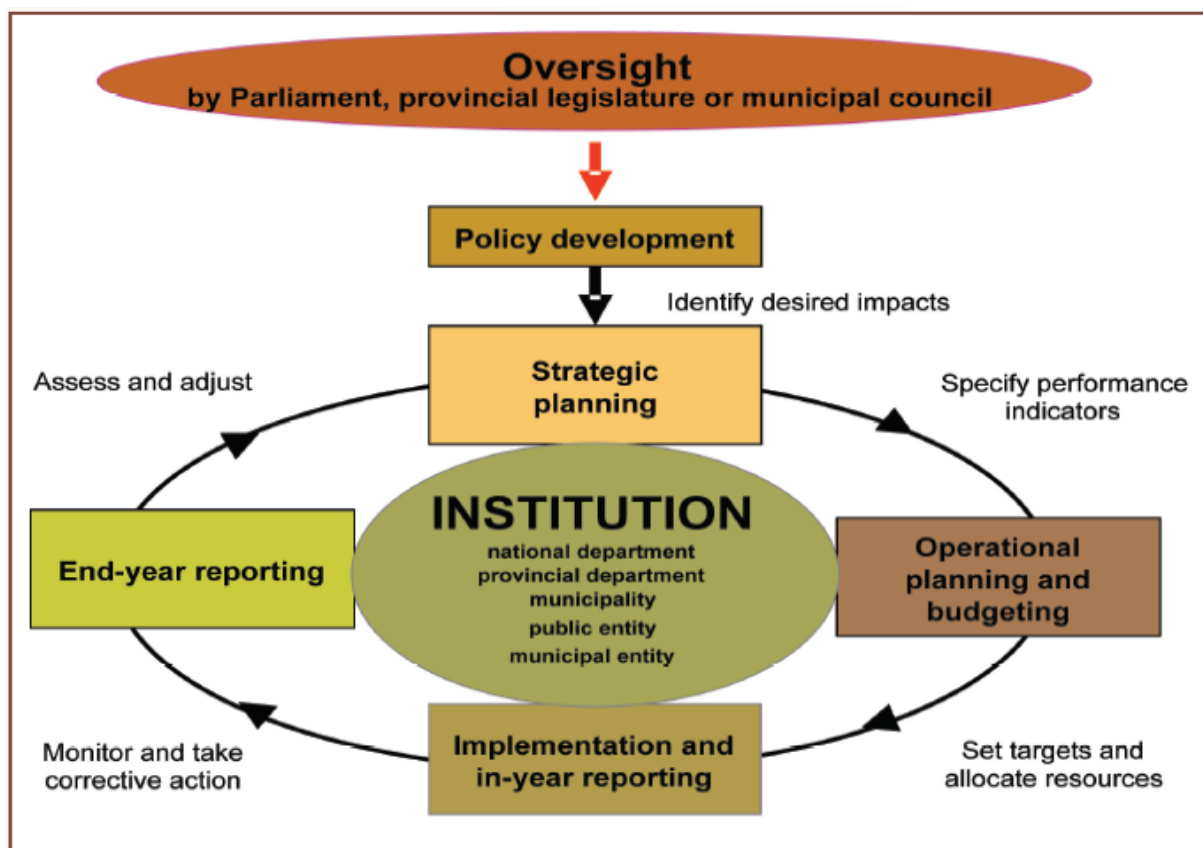 Oversight
by Parliament, provincial legislature or municipal council
Policy development
Identify desired impacts
Strategic
planning
Assess and adjust
Specify performance
indicators
INSTITUTION
national department
provincial department
municipality
public entity
municipal entity
End-year reporting
Operational
planning and
budgeting
Implementation and
in-year reporting
Monitor and take
corrective action
Set targets and
allocate resources